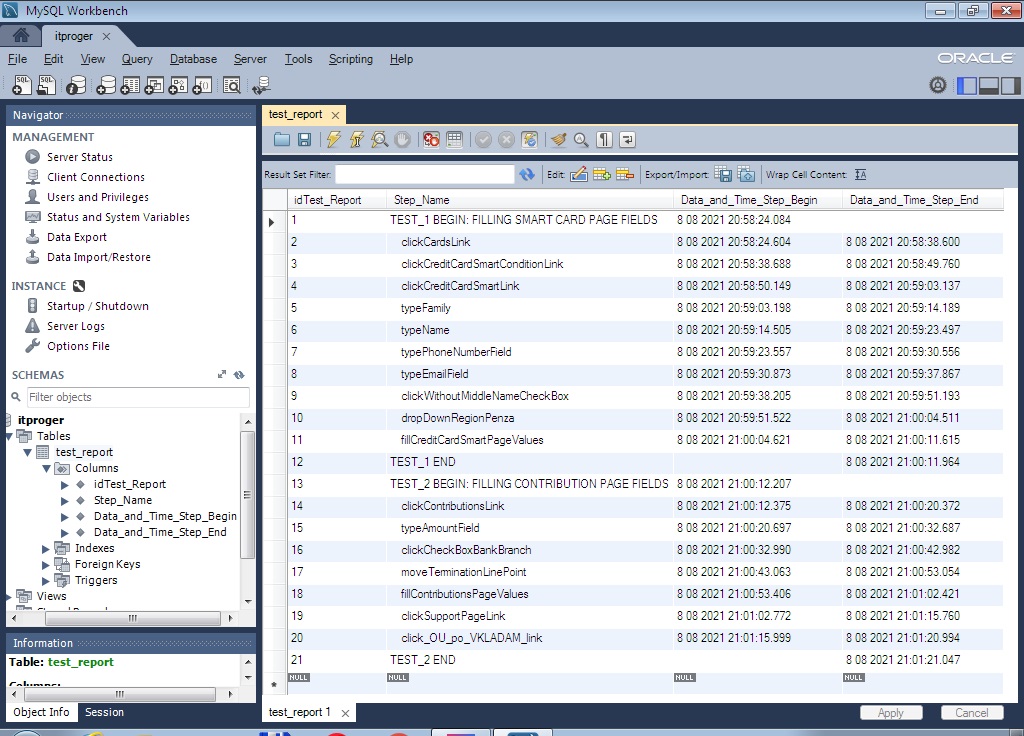 MySQL Workbench
itproger
File Edit View Query Database Server Tools Scripting Help
ORACLE
Navigator
MANAGEMENT
Server Status
Client Connections
Users and Privileges
Status and System Variables
Data Export
Data Import/Restore
INSTANCE
Startup / Shutdown
Server Logs
Options File
SCHEMAS
Filter objects
itproger
Tables
test_report
Columns
idTest_Report
Step_Name
Data_and_Time_Step_Begin
Data_and_Time_Step_End
Indexes
Foreign Keys
Triggers
Views
Information
Table: test_report
Columns:
Object Info Session
test_report
Result Set Filter: Edit: Export/Import: Wrap Cell Content:
idTest_Report Step_Name Data_and_Time_Step_Begin Data_and_Time_Step_End
1 TEST_1 BEGIN: FILLING SMART CARD PAGE FIELDS 8 08 2021 20:58:24.084
2 clickCardsLink 8 08 2021 20:58:24.604 8 08 2021 20:58:38.600
3 clickCreditCardSmartConditionLink 8 08 2021 20:58:38.688 8 08 2021 20:58:49.760
4 clickCreditCardSmartLink 8 08 2021 20:58:50.149 8 08 2021 20:59:03.137
5 typeFamily 8 08 2021 20:59:03.198 8 08 2021 20:59:14.189
6 typeName 8 08 2021 20:59:14.505 8 08 2021 20:59:23.497
7 typePhoneNumberField 8 08 2021 20:59:23.557 8 08 2021 20:59:30.556
8 typeEmailField 8 08 2021 20:59:30.873 8 08 2021 20:59:37.867
9 clickWithoutMiddleNameCheckBox 8 08 2021 20:59:38.205 8 08 2021 20:59:51.193
10 dropDownRegionPenza 8 08 2021 20:59:51.522 8 08 2021 21:00:04.511
11 fillCreditCardSmartPageValues 8 08 2021 21:00:04.621 8 08 2021 21:00:11.615
12 TEST_1 END 8 08 2021 21:00:11.964
13 TEST_2 BEGIN: FILLING CONTRIBUTION PAGE FIELDS 8 08 2021 21:00:12.207
14 clickContributionsLink 8 08 2021 21:00:12.375 8 08 2021 21:00:20.372
15 typeAmountField 8 08 2021 21:00:20.697 8 08 2021 21:00:32.687
16 clickCheckBoxBankBranch 8 08 2021 21:00:32.990 8 08 2021 21:00:42.982
17 moveTerminationLinePoint 8 08 2021 21:00:43.063 8 08 2021 21:00:53.054
18 fillContributionsPageValues 8 08 2021 21:00:53.406 8 08 2021 21:01:02.421
19 clickSupportPageLink 8 08 2021 21:01:02.772 8 08 2021 21:01:15.760
20 click_OU_po_VKLADAM_link 8 08 2021 21:01:15.999 8 08 2021 21:01:20.994
21 TEST_2 END 8 08 2021 21:01:21.047
NULL NULL NULL NULL
test_report 1
Apply Cancel